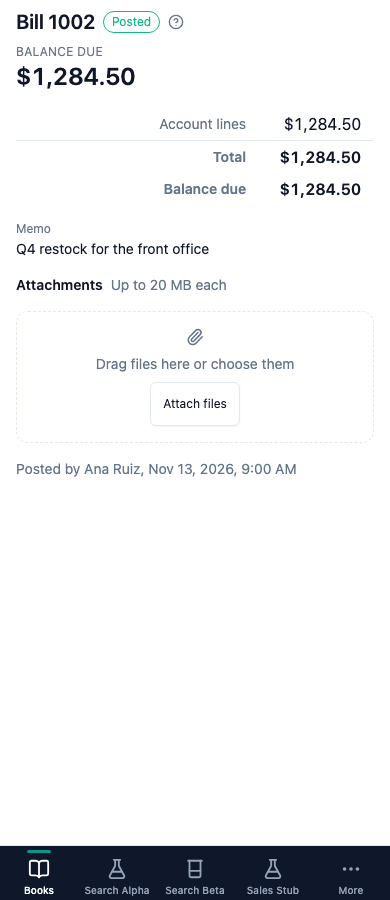 Bill 1002 Posted
BALANCE DUE
$1,284.50
Account lines $1,284.50
Total $1,284.50
Balance due $1,284.50
Memo
Q4 restock for the front office
Attachments Up to 20 MB each
Drag files here or choose them
Attach files
Posted by Ana Ruiz, Nov 13, 2026, 9:00 AM
Books Search Alpha Search Beta Sales Stub More